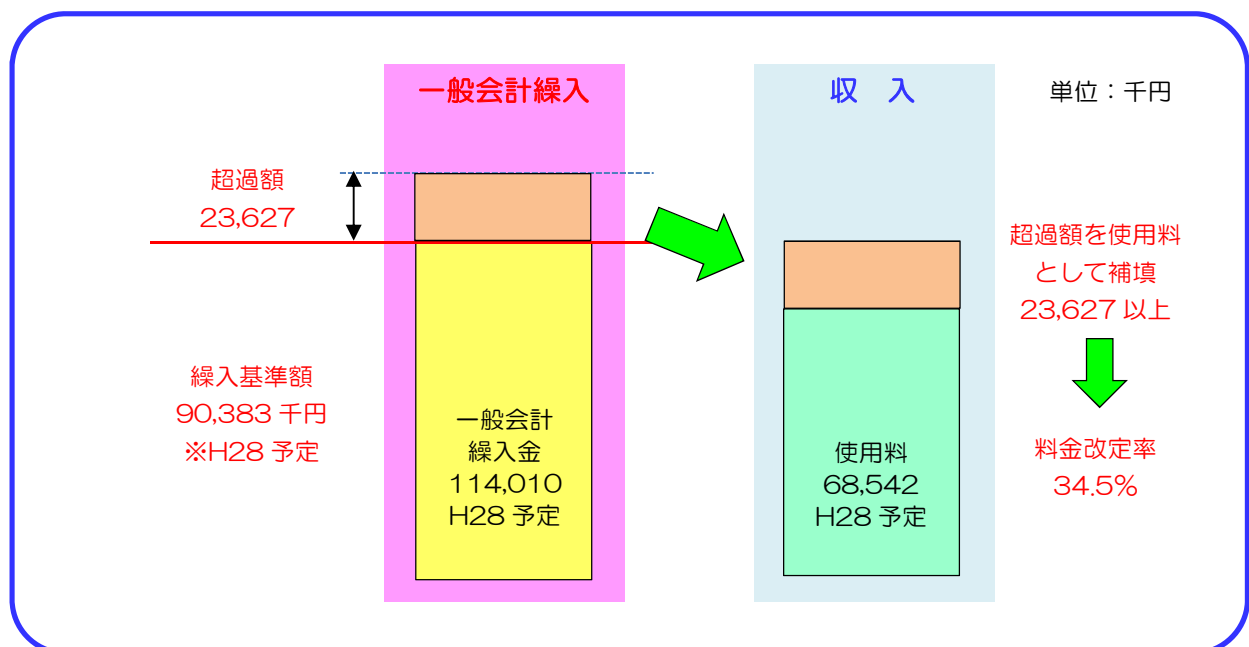 一般会計繰入
収 入
単位：千円
超過額
23,627
超過額を使用料
として補填
23,627 以上
繰入基準額
90,383 千円
※H28 予定
一般会計
繰入金
114,010
H28 予定
使用料
68,542
H28 予定
料金改定率
34.5%